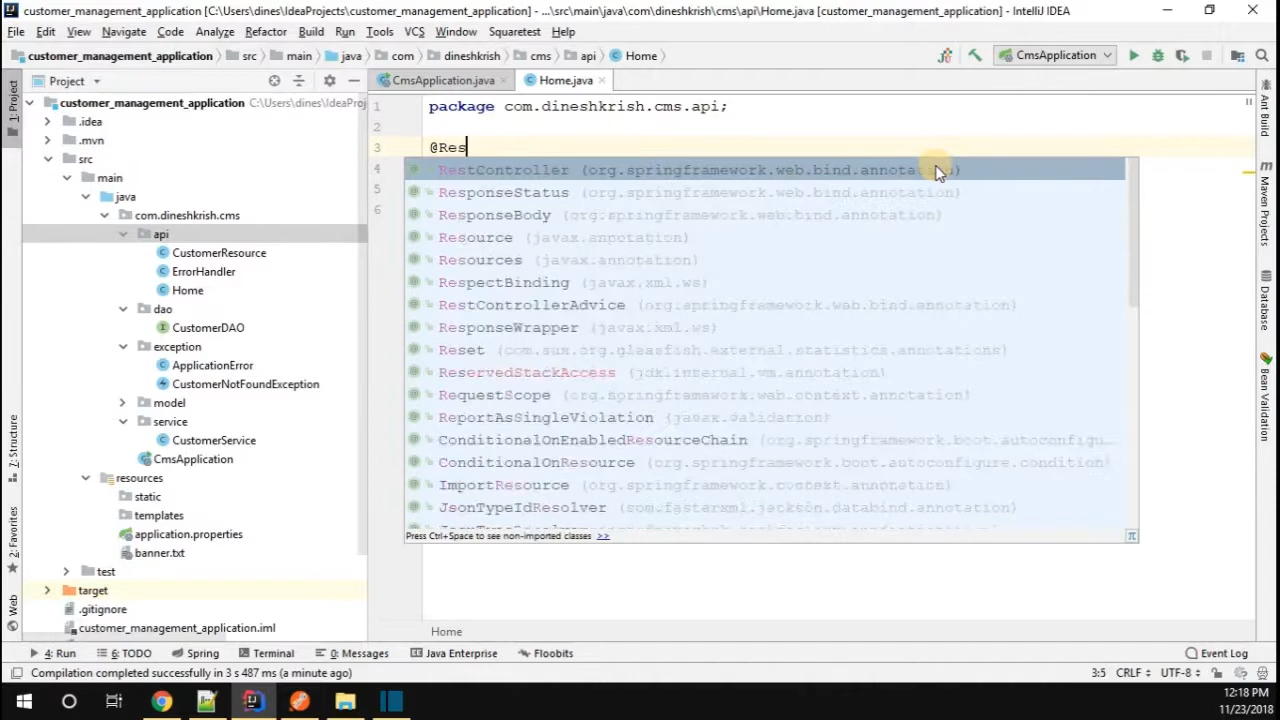 customer_management_application [C:\Users\dines\IdeaProjects\customer_management_application] - ...\src\main\java\com\dineshkrish\cms\api\Home.java [customer_management_application] - IntelliJ IDEA
File Edit View Navigate Code Analyze Refactor Build Run Tools VCS Window Squaretest Help
customer_management_application src main java com dineshkrish cms api Home CmsApplication
Project CmsApplication.java Home.java
1: Project
customer_management_application C:\Users\dines\IdeaProj
.idea
.mvn
src
main
java
com.dineshkrish.cms
api
CustomerResource
ErrorHandler
Home
dao
CustomerDAO
exception
ApplicationError
CustomerNotFoundException
model
service
CustomerService
CmsApplication
resources
static
templates
application.properties
banner.txt
test
target
.gitignore
customer_management_application.iml
Z: Structure
2: Favorites
Web
1 package com.dineshkrish.cms.api;
2
3 @Res
4
5
6
RestController (org.springframework.web.bind.annotation)
ResponseStatus (org.springframework.web.bind.annotation)
ResponseBody (org.springframework.web.bind.annotation)
Resource (javax.annotation)
Resources (javax.annotation)
RespectBinding (javax.xml.ws)
RestControllerAdvice (org.springframework.web.bind.annotation)
ResponseWrapper (javax.xml.ws)
Reset (com.sun.org.glassfish.external.statistics.annotations)
ReservedStackAccess (jdk.internal.vm.annotation)
RequestScope (org.springframework.web.context.annotation)
ReportAsSingleViolation (javax.validation)
ConditionalOnEnabledResourceChain (org.springframework.boot.autoconfigu...
ConditionalOnResource (org.springframework.boot.autoconfigure.condition)
ImportResource (org.springframework.context.annotation)
JsonTypeIdResolver (com.fasterxml.jackson.databind.annotation)
Press Ctrl+Space to see non-imported classes >>
π
Home
Ant Build
m Maven Projects
Database
Bean Validation
4: Run 6: TODO Spring Terminal 0: Messages Java Enterprise Floobits Event Log
Compilation completed successfully in 3 s 487 ms (a minute ago) 3:5 CRLF UTF-8
12:18 PM
11/23/2018